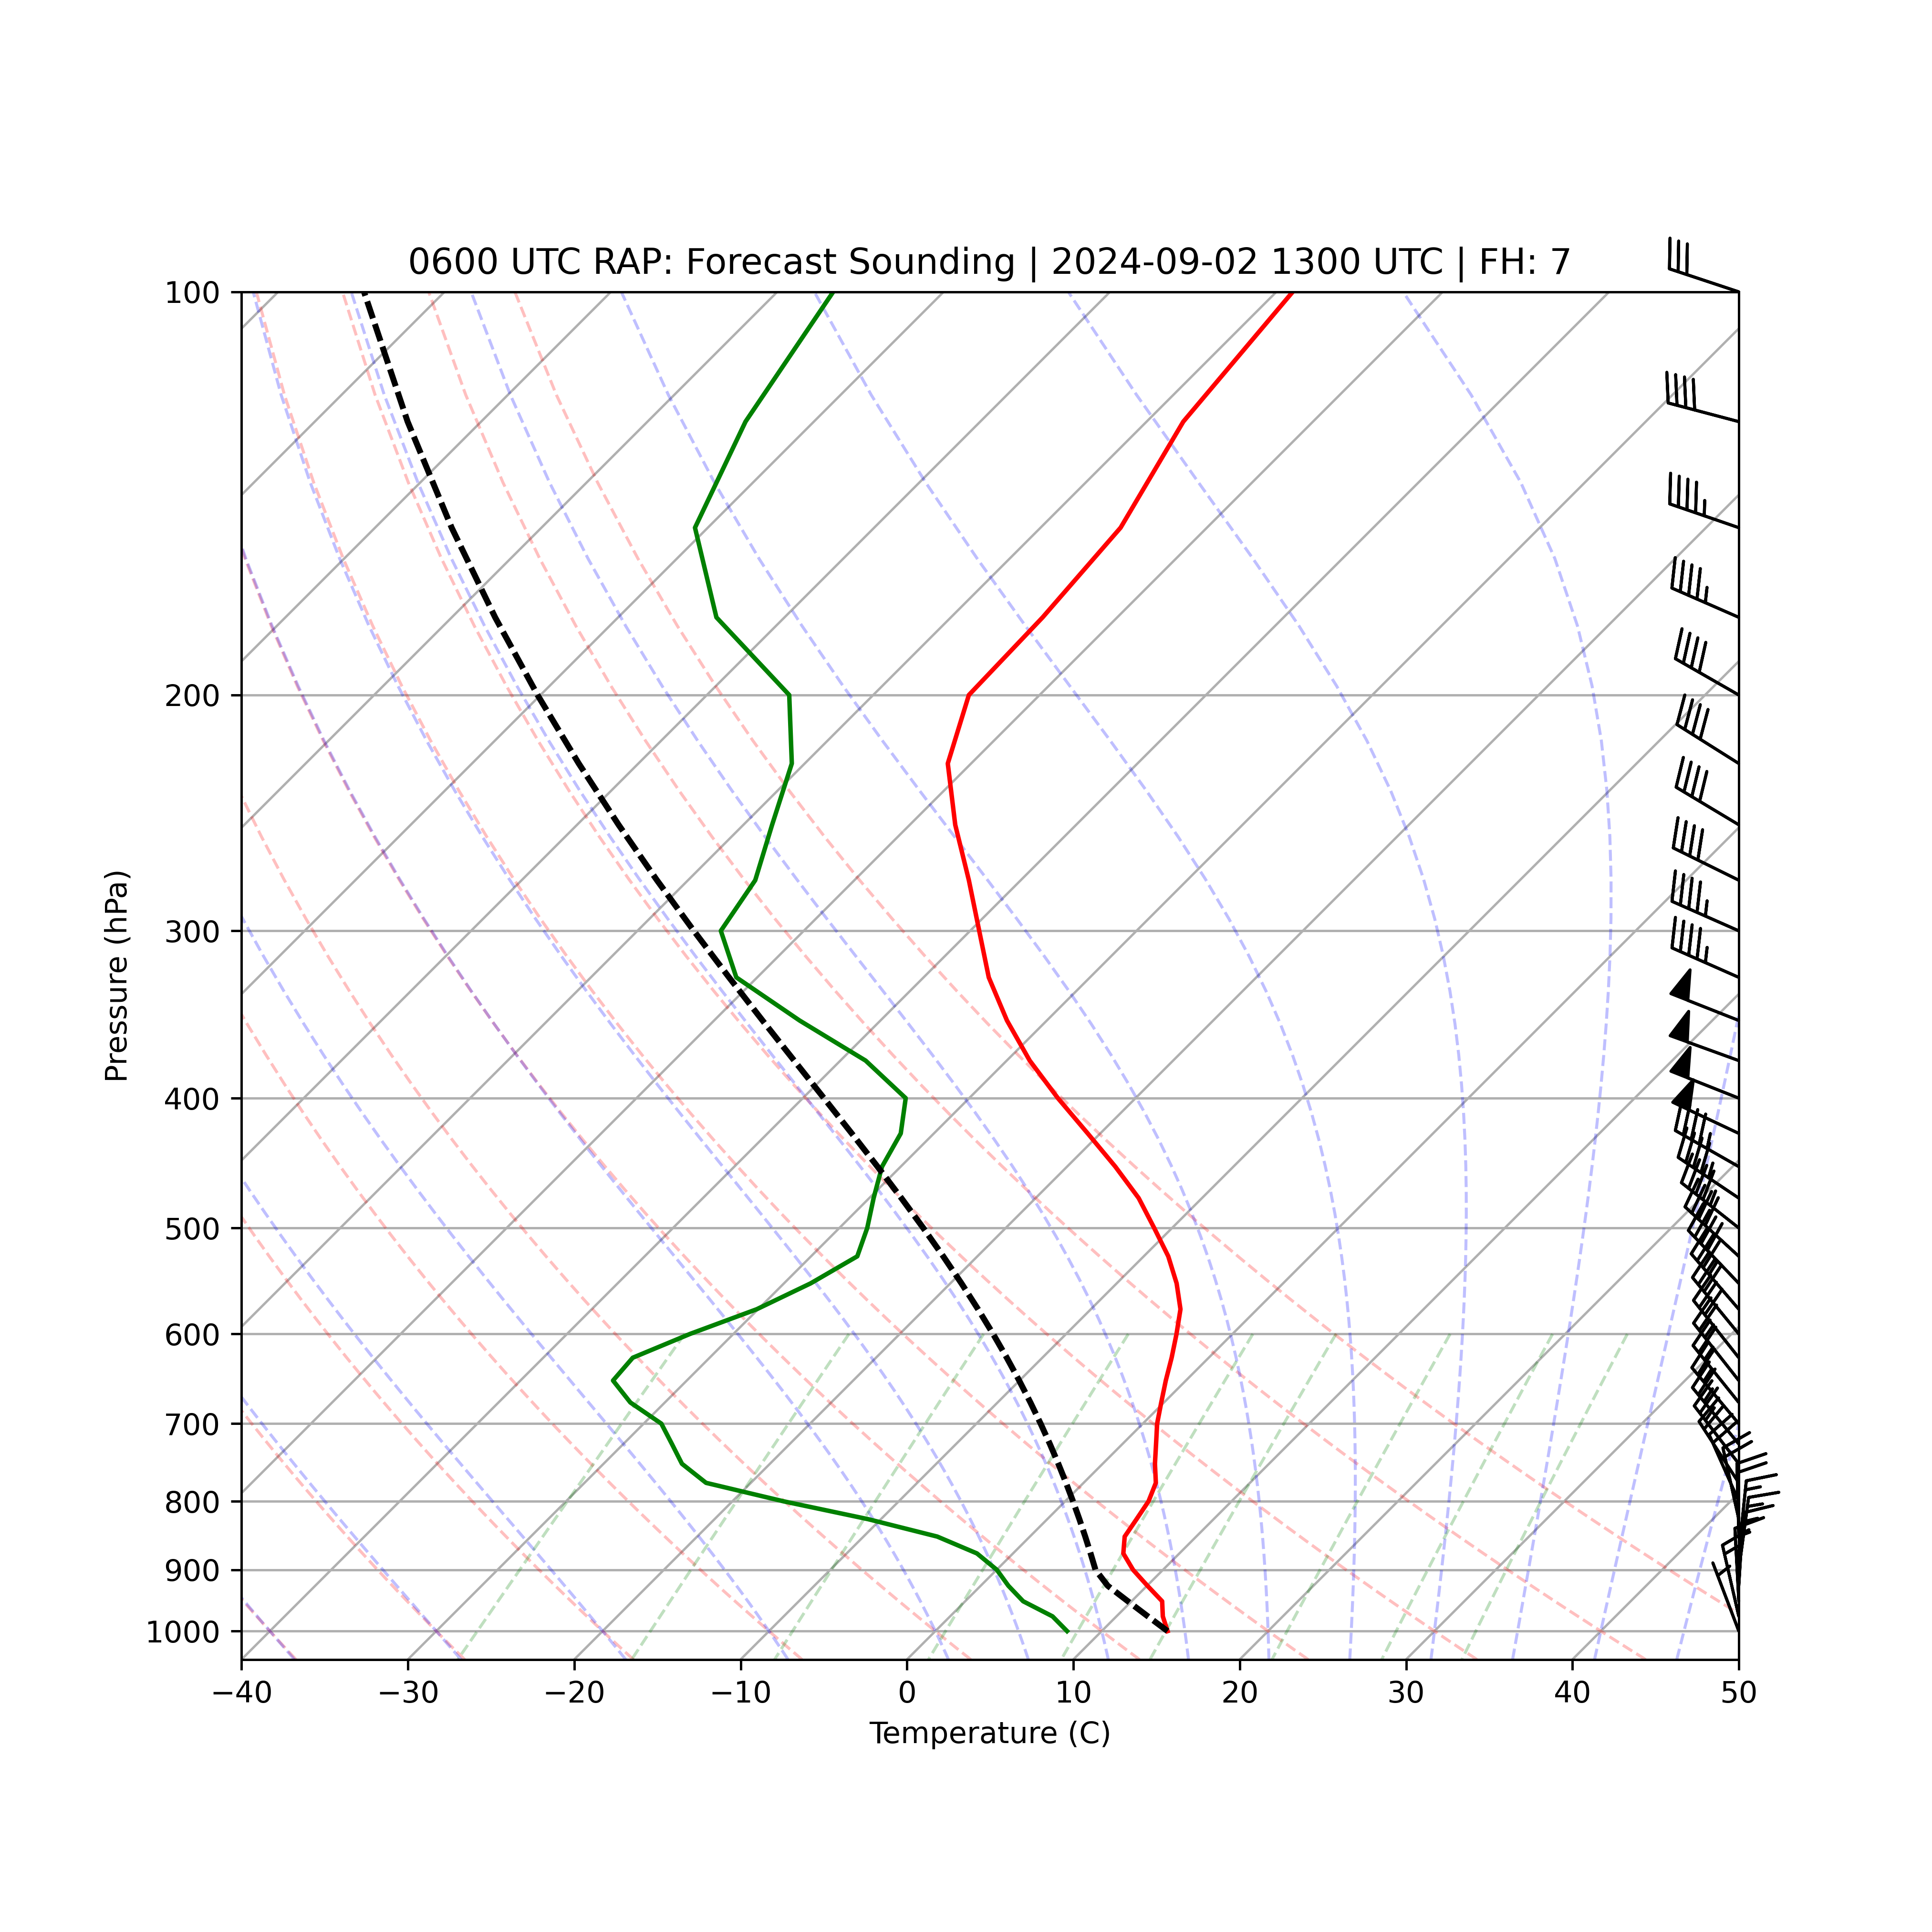 0600 UTC RAP: Forecast Sounding | 2024-09-02 1300 UTC | FH: 7
100
200
300
400
500
600
700
800
900
1000
Pressure (hPa)
−40 −30 −20 −10 0 10 20 30 40 50
Temperature (C)